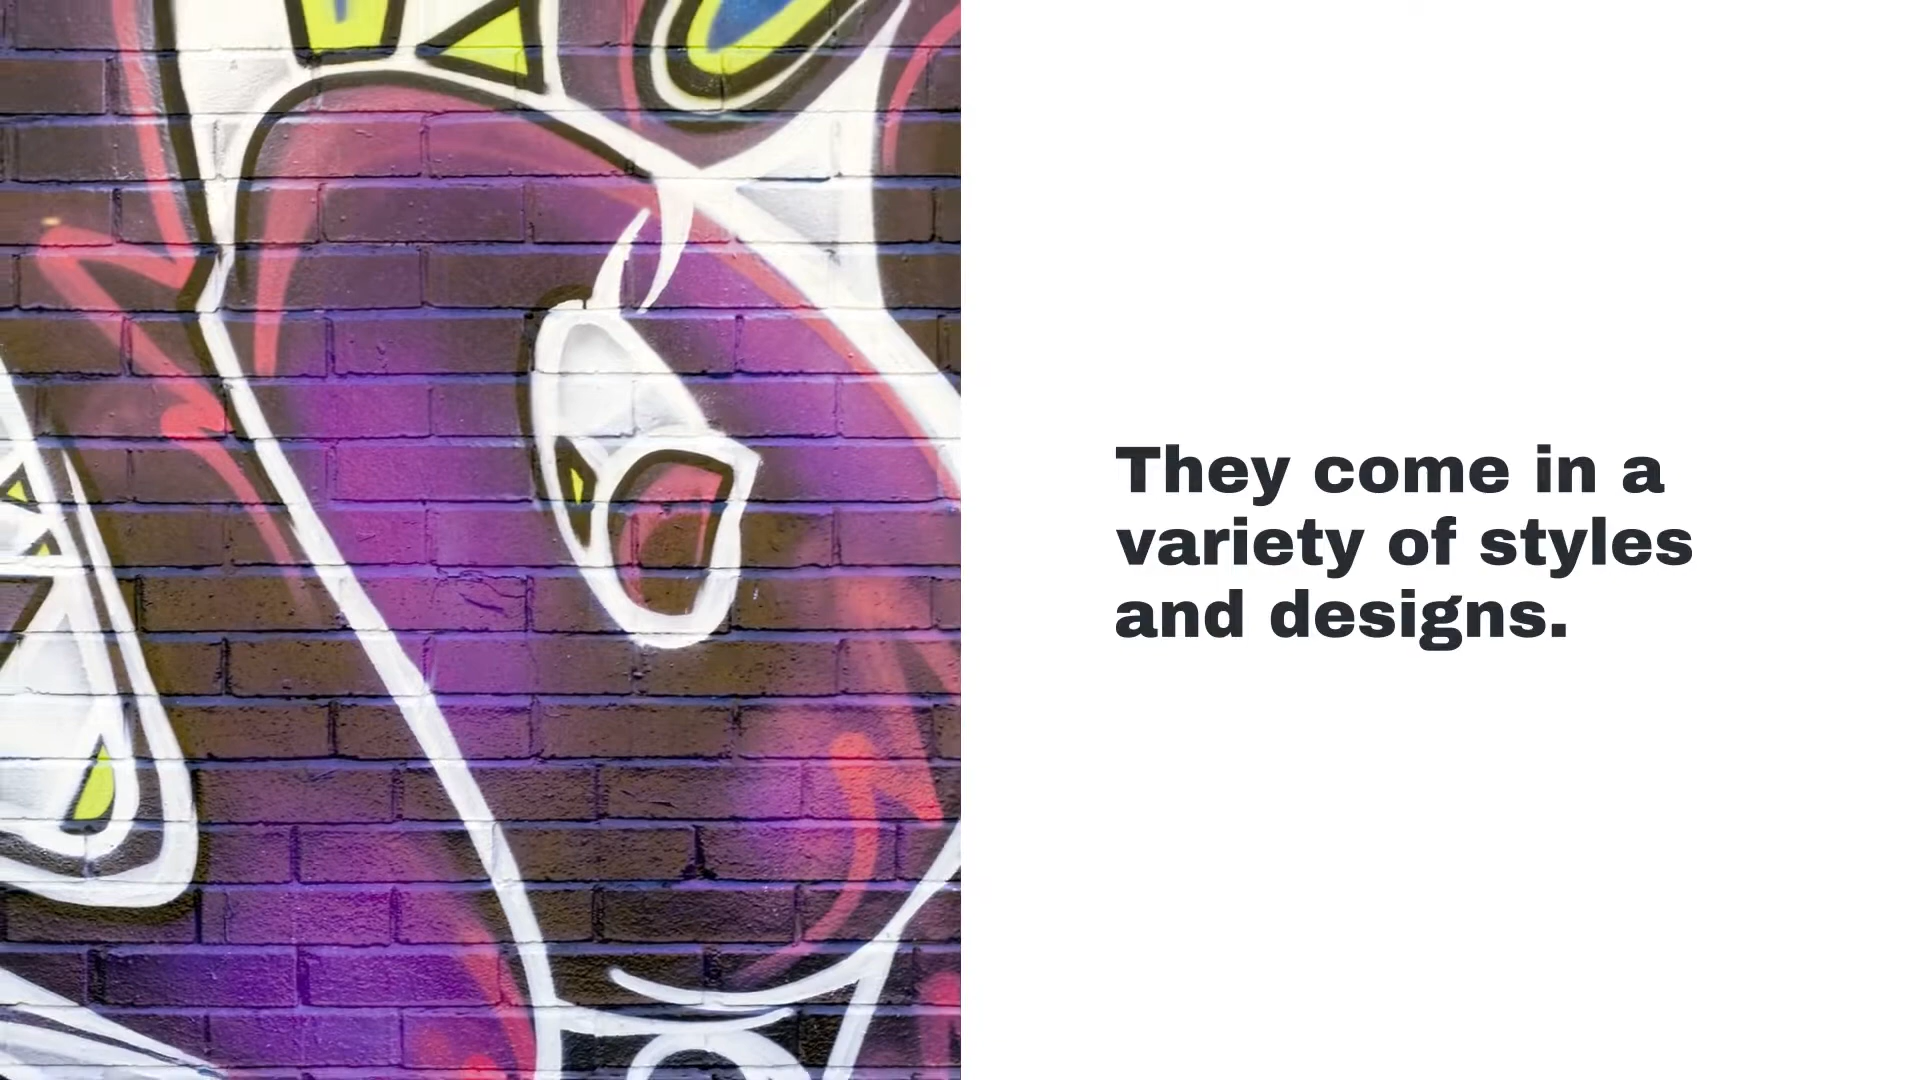 They come in a
variety of styles
and designs.